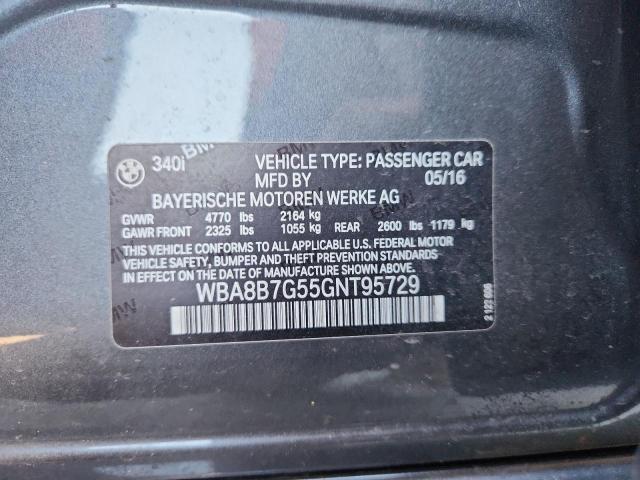 340i VEHICLE TYPE: PASSENGER CAR
MFD BY 05/16
BAYERISCHE MOTOREN WERKE AG
GVWR 4770 lbs 2164 kg
GAWR FRONT 2325 lbs 1055 kg REAR 2600 lbs 1179 kg
THIS VEHICLE CONFORMS TO ALL APPLICABLE U.S. FEDERAL MOTOR
VEHICLE SAFETY, BUMPER AND THEFT PREVENTION STANDARDS
IN EFFECT ON THE DATE OF MANUFACTURE SHOWN ABOVE.
WBA8B7G55GNT95729